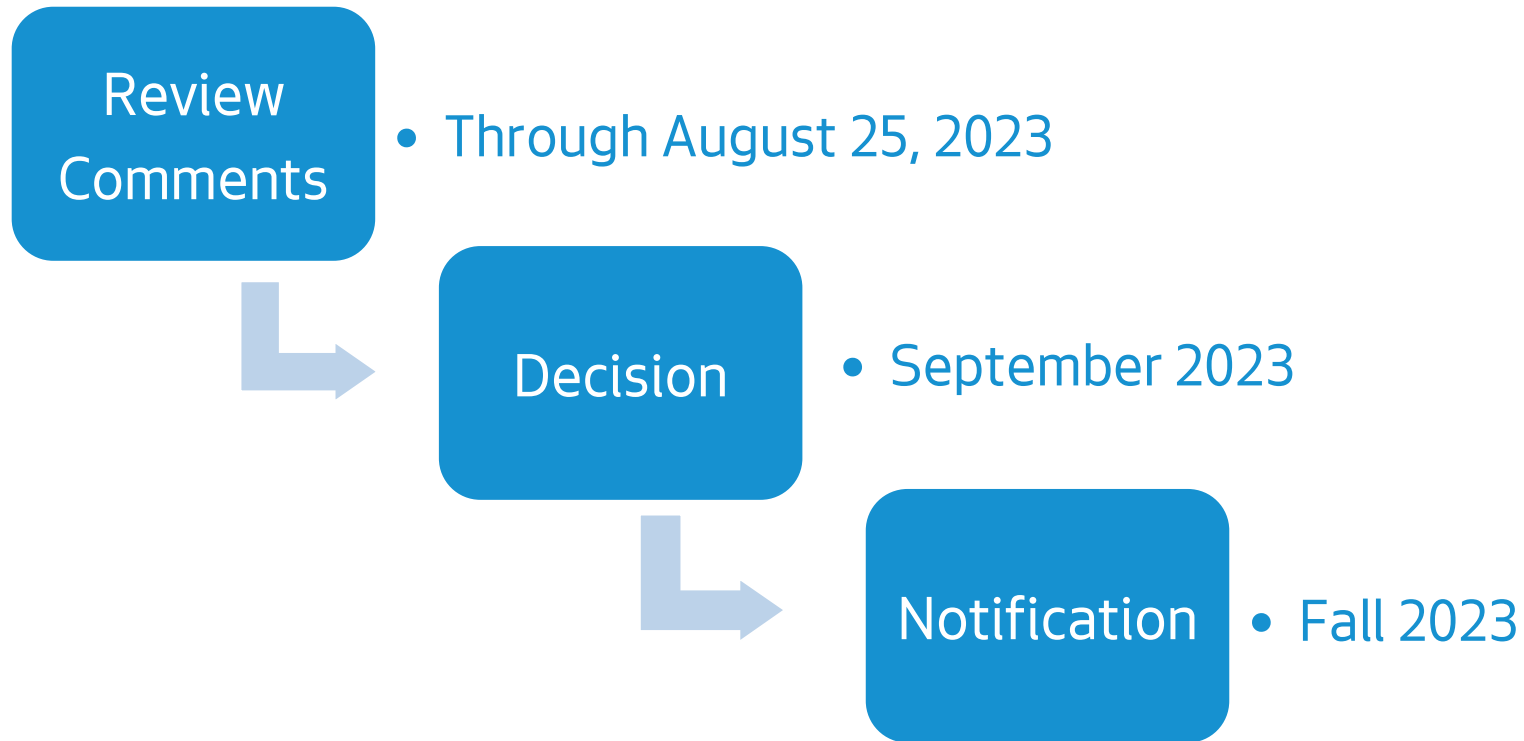 Review
Comments
• Through August 25, 2023
Decision
• September 2023
Notification
• Fall 2023